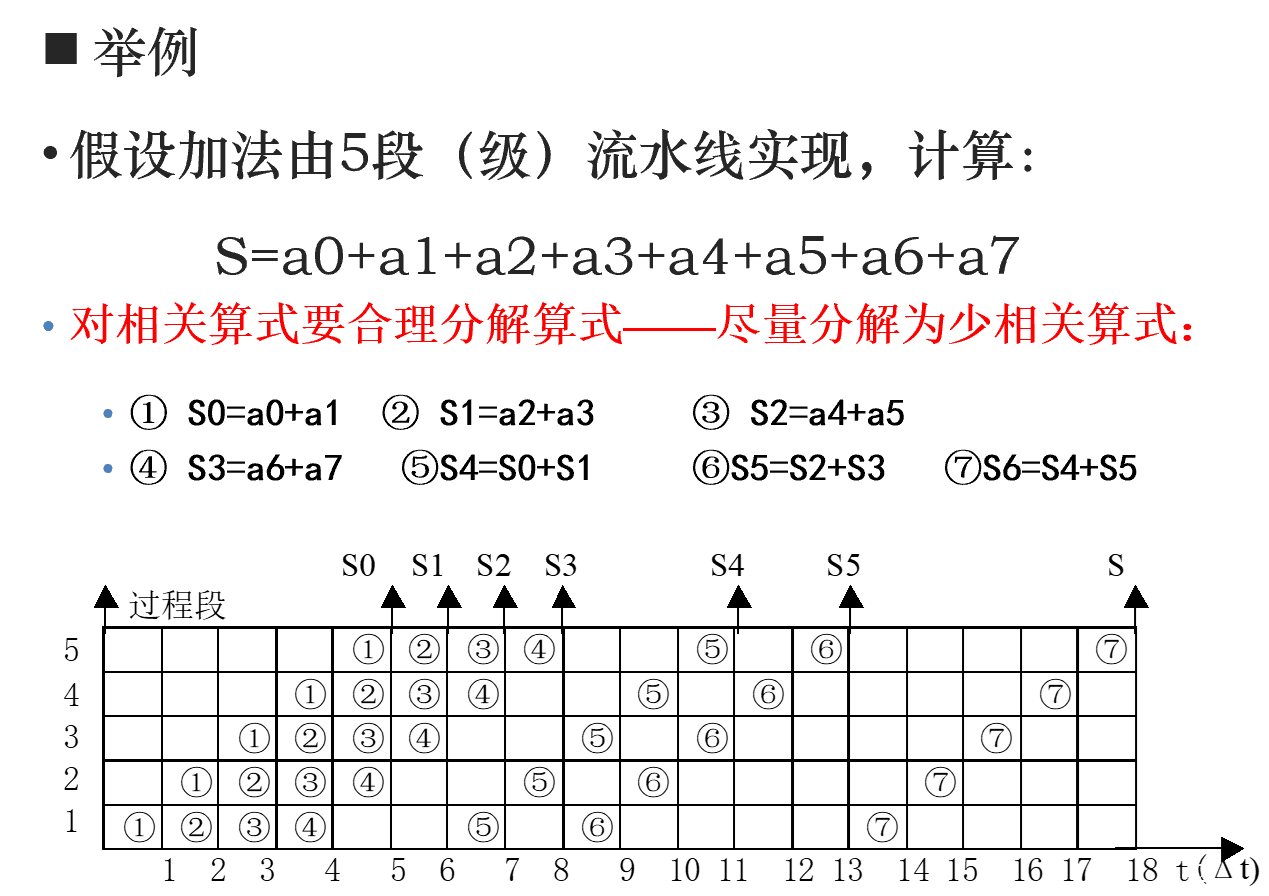 ■ 举例
• 假设加法由5段（级）流水线实现，计算：
S=a0+a1+a2+a3+a4+a5+a6+a7
• 对相关算式要合理分解算式——尽量分解为少相关算式：
• ① S0=a0+a1 ② S1=a2+a3 ③ S2=a4+a5
• ④ S3=a6+a7 ⑤S4=S0+S1 ⑥S5=S2+S3 ⑦S6=S4+S5
S0 S1 S2 S3 S4 S5 S
过程段
5 ① ② ③ ④ ⑤ ⑥ ⑦
4 ① ② ③ ④ ⑤ ⑥ ⑦
3 ① ② ③ ④ ⑤ ⑥ ⑦
2 ① ② ③ ④ ⑤ ⑥ ⑦
1 ① ② ③ ④ ⑤ ⑥ ⑦
1 2 3 4 5 6 7 8 9 10 11 12 13 14 15 16 17 18 t(Δt)